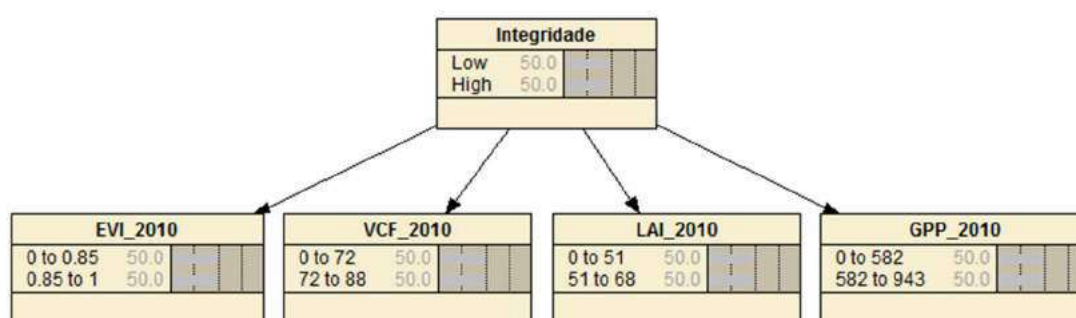 Integridade
Low 50.0
High 50.0
EVI_2010
0 to 0.85 50.0
0.85 to 1 50.0
VCF_2010
0 to 72 50.0
72 to 88 50.0
LAI_2010
0 to 51 50.0
51 to 68 50.0
GPP_2010
0 to 582 50.0
582 to 943 50.0